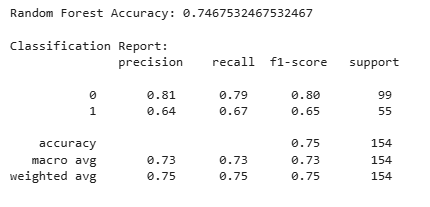 Random Forest Accuracy: 0.7467532467532467
Classification Report:
precision recall f1-score support
0 0.81 0.79 0.80 99
1 0.64 0.67 0.65 55
accuracy 0.75 154
macro avg 0.73 0.73 0.73 154
weighted avg 0.75 0.75 0.75 154